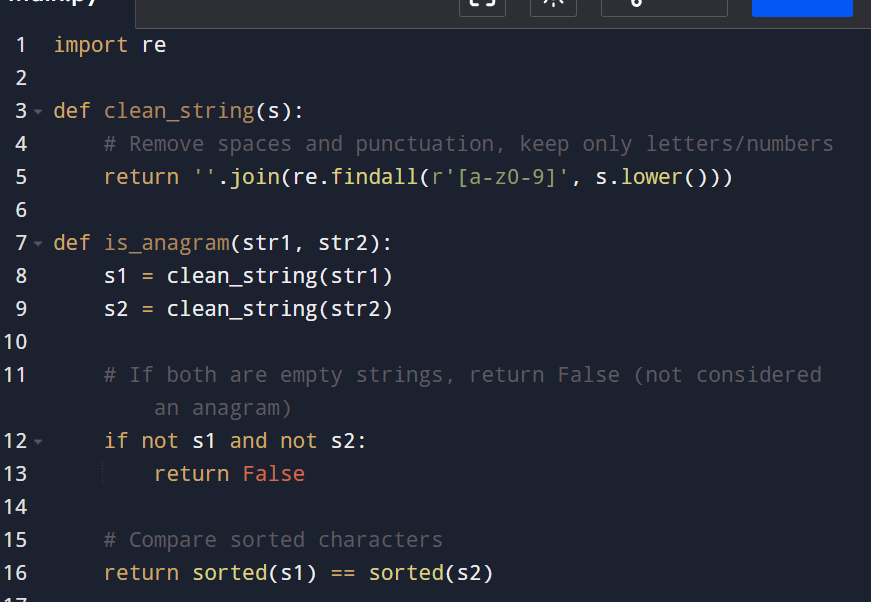 main.py
1 import re
2
3 def clean_string(s):
4     # Remove spaces and punctuation, keep only letters/numbers
5     return ''.join(re.findall(r'[a-z0-9]', s.lower()))
6
7 def is_anagram(str1, str2):
8     s1 = clean_string(str1)
9     s2 = clean_string(str2)
10
11     # If both are empty strings, return False (not considered
an anagram)
12     if not s1 and not s2:
13         return False
14
15     # Compare sorted characters
16     return sorted(s1) == sorted(s2)
17